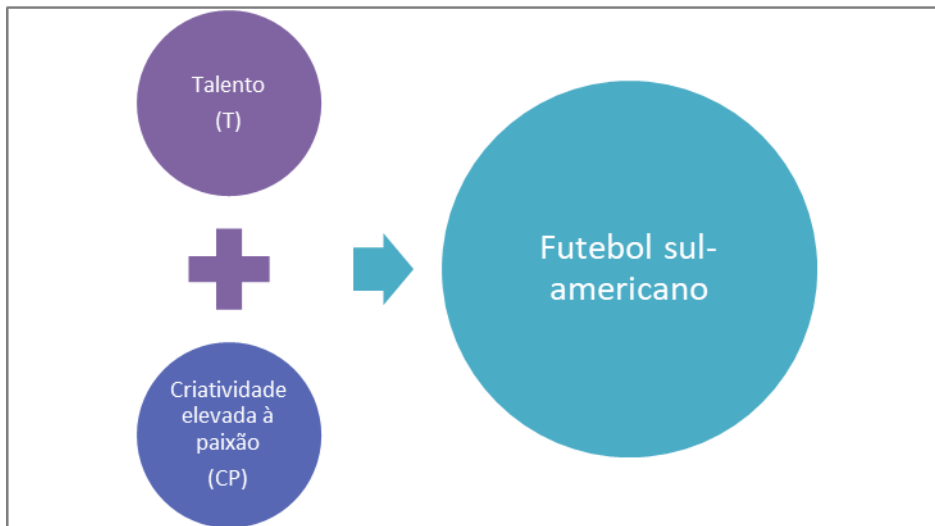 Talento
(T)
Criatividade
elevada à
paixão
(CP)
Futebol sul-
americano